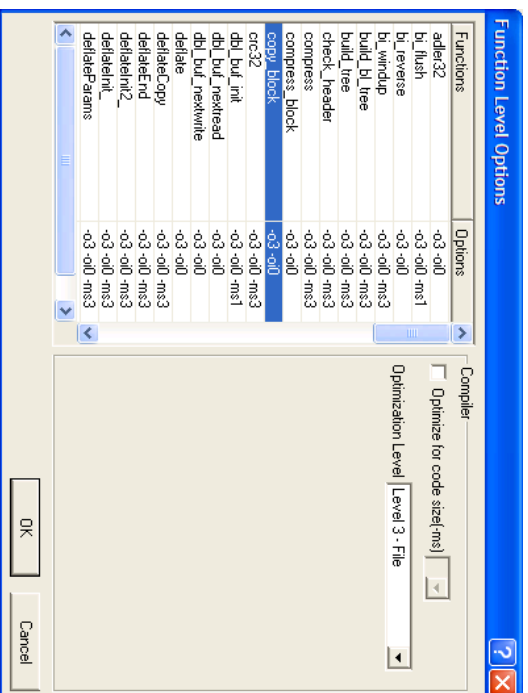 Function Level Options
Functions Options
adler32 -o3 -oi0
bi_flush -o3 -oi0 -ms1
bi_reverse -o3 -oi0
bi_windup -o3 -oi0 -ms3
build_bl_tree -o3 -oi0 -ms3
build_tree -o3 -oi0 -ms3
check_header -o3 -oi0 -ms3
compress -o3 -oi0 -ms3
compress_block -o3 -oi0
copy_block -o3 -oi0
crc32 -o3 -oi0 -ms3
dbl_buf_init -o3 -oi0 -ms1
dbl_buf_nextread -o3 -oi0
dbl_buf_nextwrite -o3 -oi0
deflate -o3 -oi0
deflateCopy -o3 -oi0 -ms3
deflateEnd -o3 -oi0 -ms3
deflateInit2_ -o3 -oi0 -ms3
deflateInit_ -o3 -oi0 -ms3
deflateParams -o3 -oi0 -ms3
Compiler
Optimize for code size(-ms)
Optimization Level Level 3 - File
OK Cancel